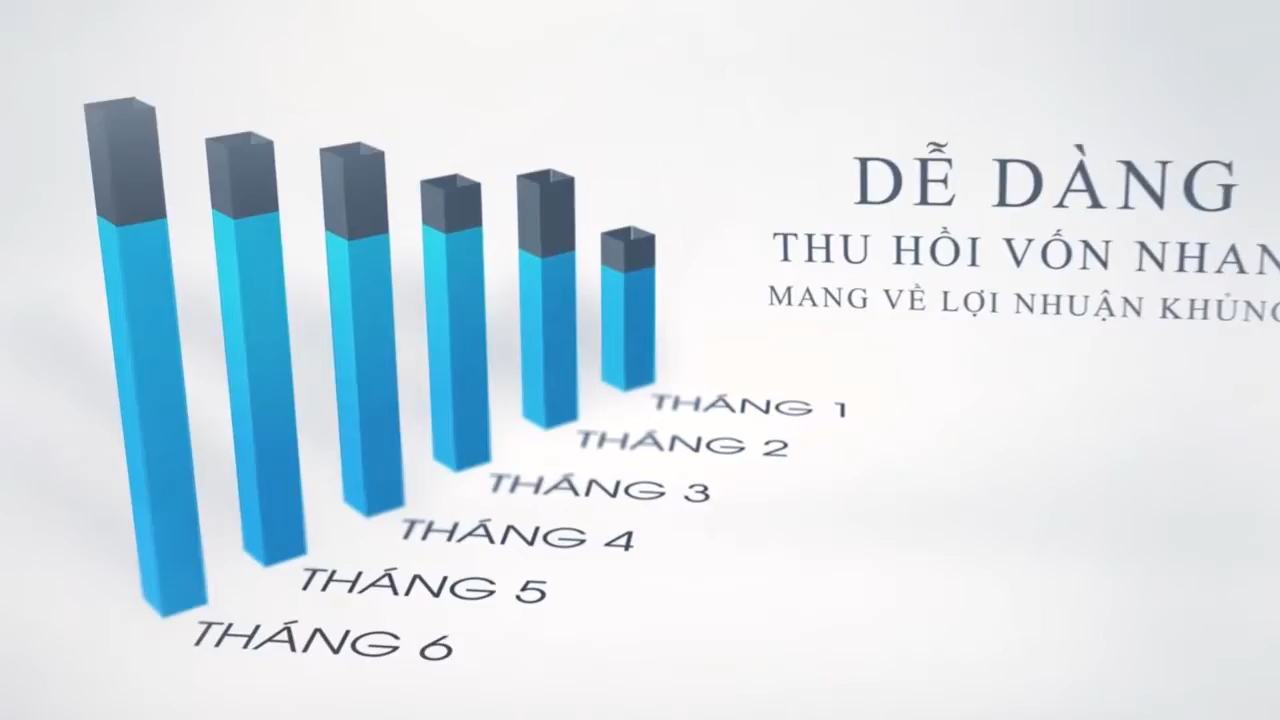 DỄ DÀNG
THU HỒI VỐN NHAN
MANG VỀ LỢI NHUẬN KHỦNG
THÁNG 1
THÁNG 2
THÁNG 3
THÁNG 4
THÁNG 5
THÁNG 6